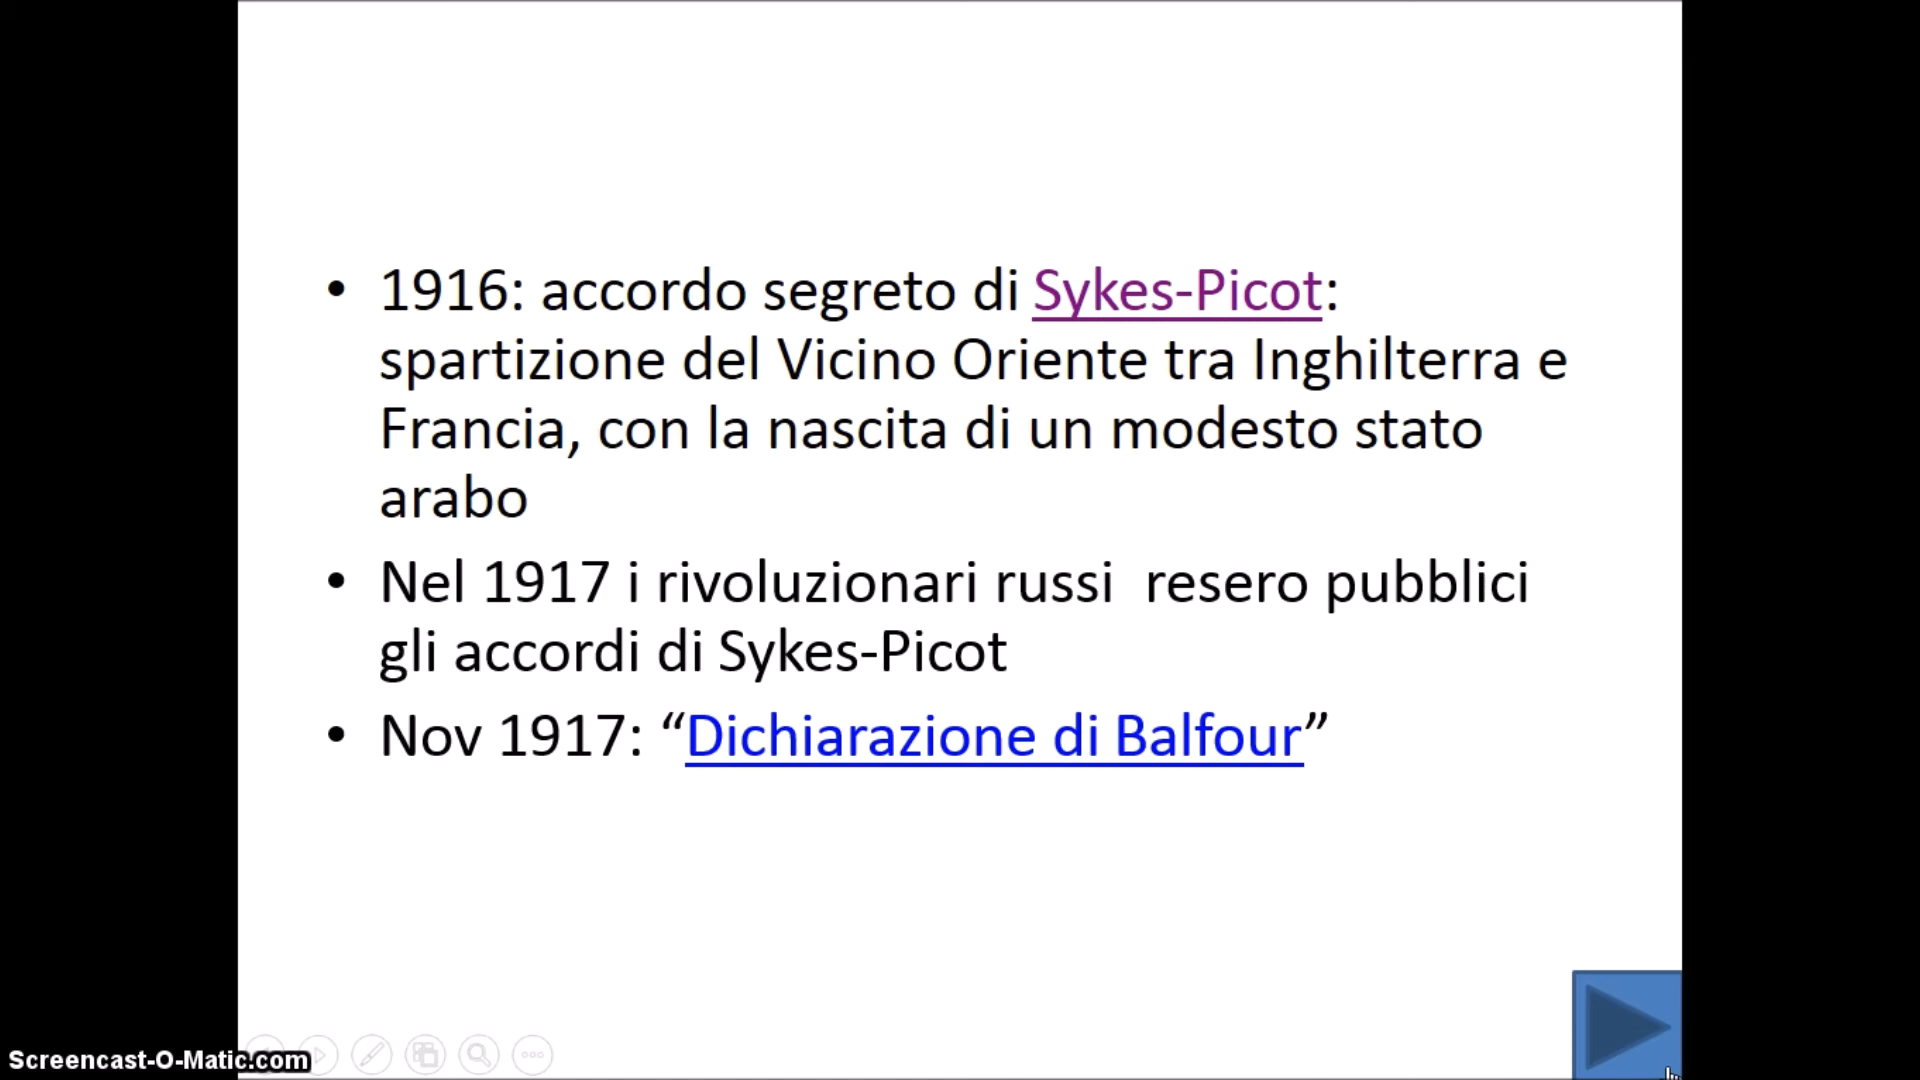 • 1916: accordo segreto di Sykes-Picot:
spartizione del Vicino Oriente tra Inghilterra e
Francia, con la nascita di un modesto stato
arabo
• Nel 1917 i rivoluzionari russi  resero pubblici
gli accordi di Sykes-Picot
• Nov 1917: “Dichiarazione di Balfour”
Screencast-O-Matic.com